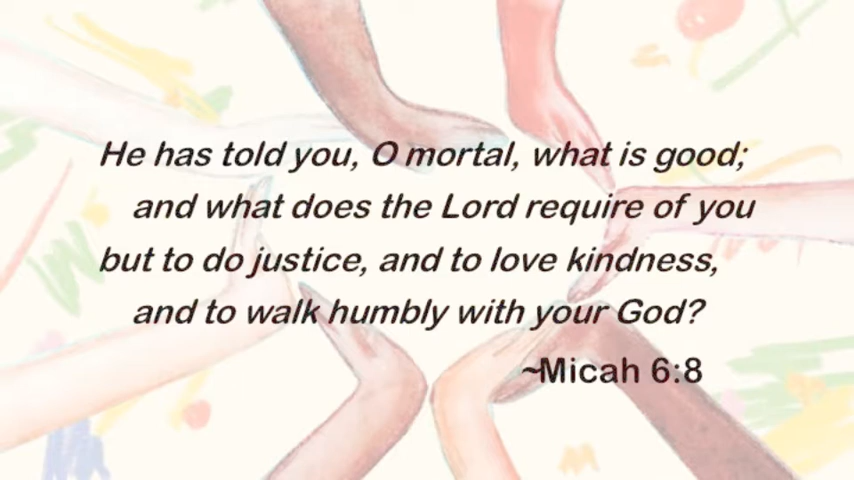 He has told you, O mortal, what is good;
and what does the Lord require of you
but to do justice, and to love kindness,
and to walk humbly with your God?
~Micah 6:8